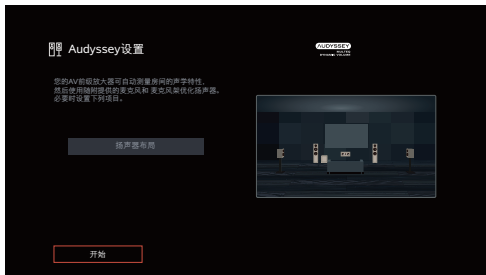 Audyssey设置
AUDYSSEY
MULTEQ
DYNAMIC VOLUME
您的AV前级放大器可自动测量房间的声学特性，
然后使用随附提供的麦克风和 麦克风架优化扬声器。
必要时设置下列项目。
扬声器布局
开始